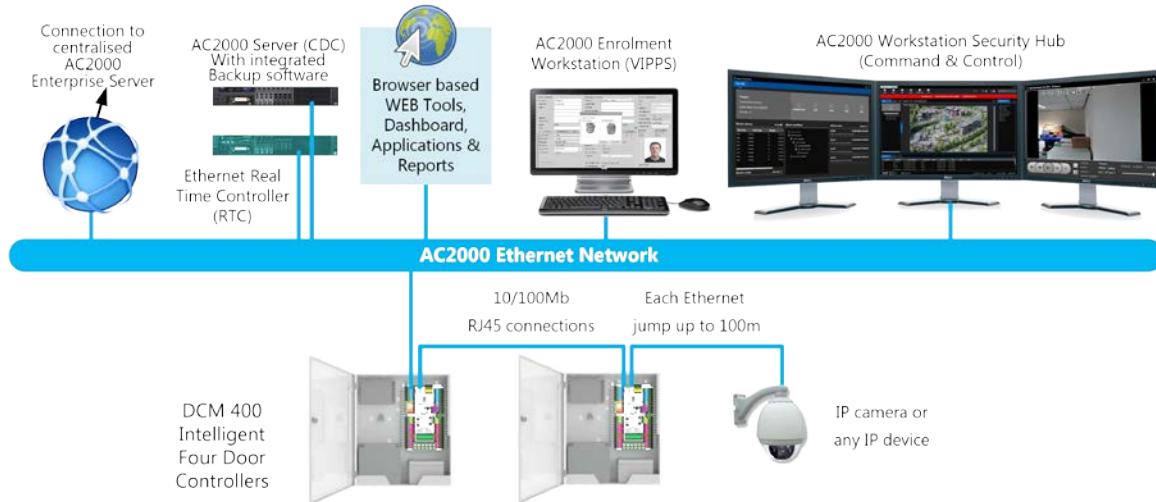 Connection to
centralised
AC2000
Enterprise Server
AC2000 Server (CDC)
With integrated
Backup software
Ethernet Real
Time Controller
(RTC)
Browser based
WEB Tools,
Dashboard,
Applications &
Reports
AC2000 Enrolment
Workstation (VIPPS)
AC2000 Workstation Security Hub
(Command & Control)
AC2000 Ethernet Network
10/100Mb
RJ45 connections
Each Ethernet
jump up to 100m
DCM 400
Intelligent
Four Door
Controllers
IP camera or
any IP device